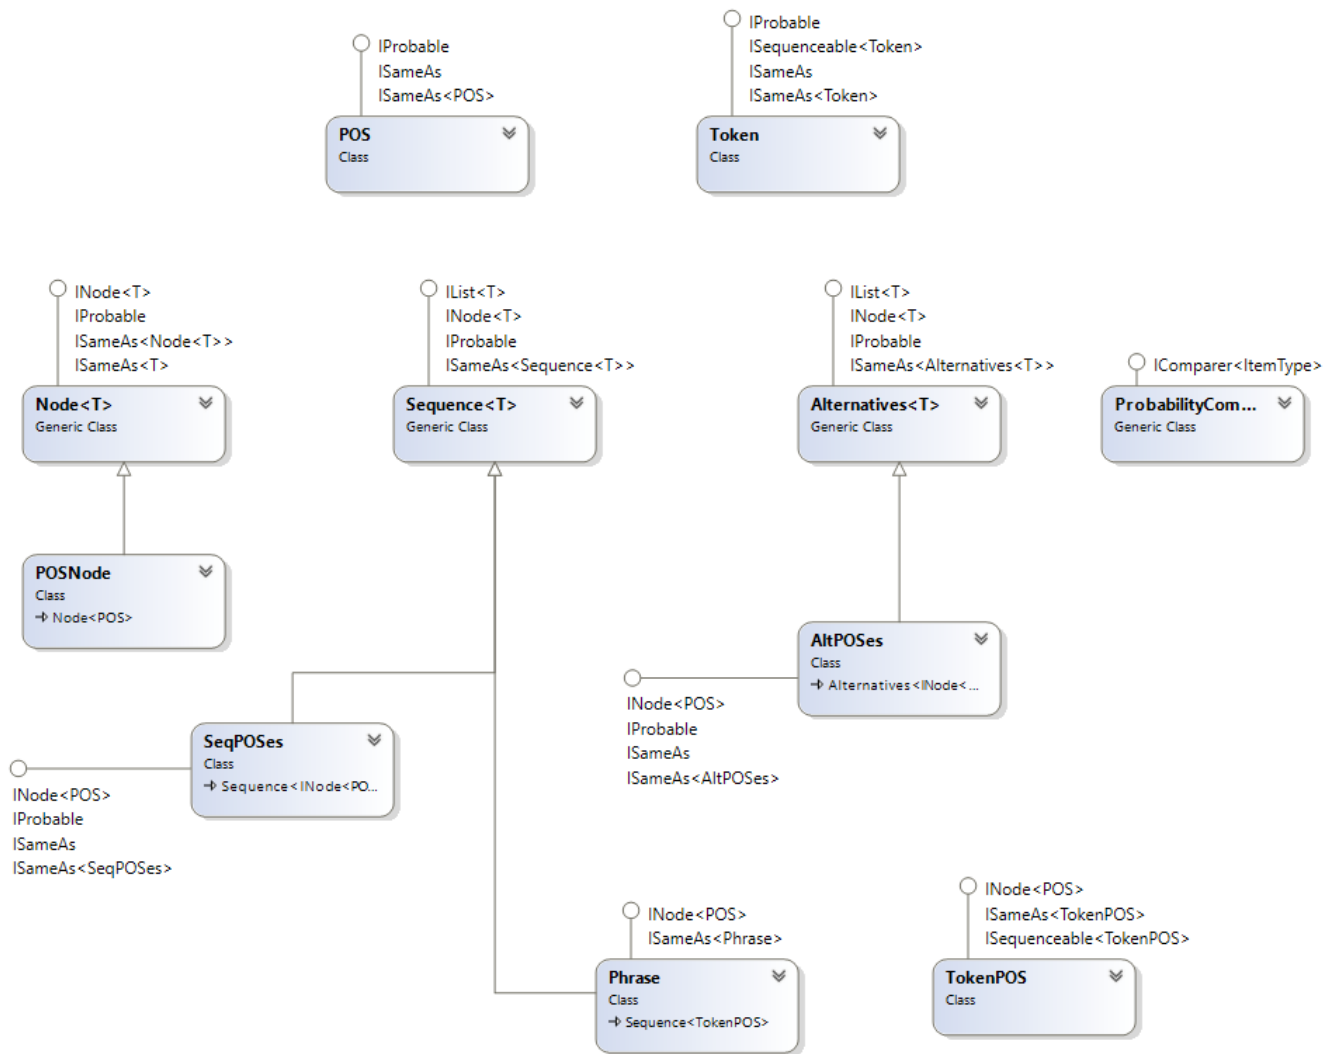 IProbable
ISameAs
ISameAs<POS>
POS
Class
IProbable
ISequenceable<Token>
ISameAs
ISameAs<Token>
Token
Class
INode<T>
IProbable
ISameAs<Node<T>>
ISameAs<T>
Node<T>
Generic Class
IList<T>
INode<T>
IProbable
ISameAs<Sequence<T>>
Sequence<T>
Generic Class
IList<T>
INode<T>
IProbable
ISameAs<Alternatives<T>>
Alternatives<T>
Generic Class
IComparer<ItemType>
ProbabilityCom...
Generic Class
POSNode
Class
Node<POS>
AltPOSes
Class
Alternatives<INode<...
INode<POS>
IProbable
ISameAs
ISameAs<AltPOSes>
SeqPOSes
Class
Sequence<INode<PO...
INode<POS>
IProbable
ISameAs
ISameAs<SeqPOSes>
INode<POS>
ISameAs<Phrase>
Phrase
Class
Sequence<TokenPOS>
INode<POS>
ISameAs<TokenPOS>
ISequenceable<TokenPOS>
TokenPOS
Class